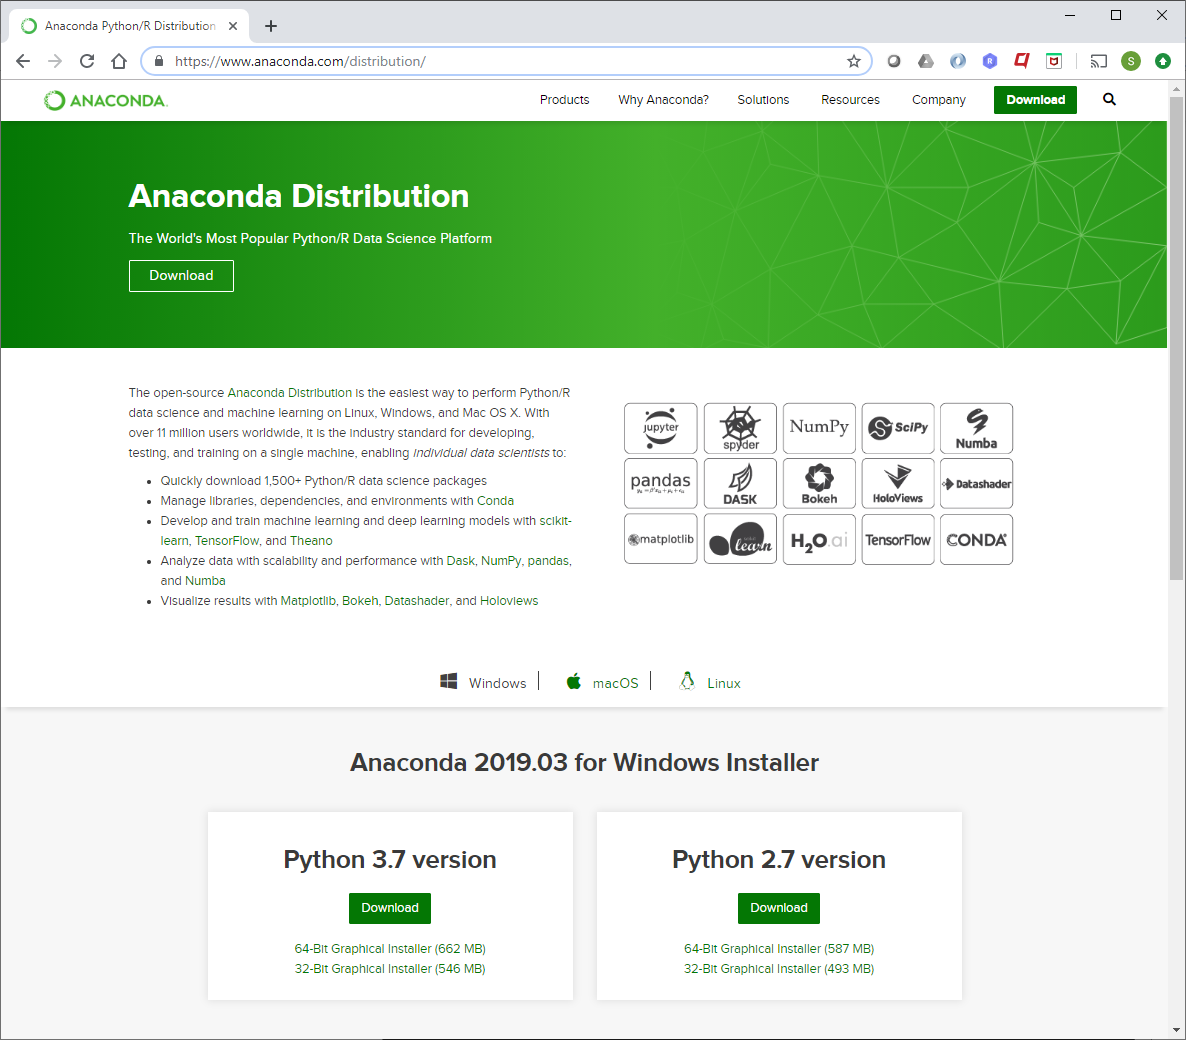 Anaconda Python/R Distribution
https://www.anaconda.com/distribution/
S
ANACONDA.
Products Why Anaconda? Solutions Resources Company Download
Anaconda Distribution
The World's Most Popular Python/R Data Science Platform
Download
The open-source Anaconda Distribution is the easiest way to perform Python/R
data science and machine learning on Linux, Windows, and Mac OS X. With
over 11 million users worldwide, it is the industry standard for developing,
testing, and training on a single machine, enabling individual data scientists to:
• Quickly download 1,500+ Python/R data science packages
• Manage libraries, dependencies, and environments with Conda
• Develop and train machine learning and deep learning models with scikit-
learn, TensorFlow, and Theano
• Analyze data with scalability and performance with Dask, NumPy, pandas,
and Numba
• Visualize results with Matplotlib, Bokeh, Datashader, and Holoviews
jupyter spyder NumPy SciPy Numba
pandas DASK Bokeh HoloViews Datashader
matplotlib learn H2O.ai TensorFlow CONDA
Windows macOS Linux
Anaconda 2019.03 for Windows Installer
Python 3.7 version
Download
64-Bit Graphical Installer (662 MB)
32-Bit Graphical Installer (546 MB)
Python 2.7 version
Download
64-Bit Graphical Installer (587 MB)
32-Bit Graphical Installer (493 MB)